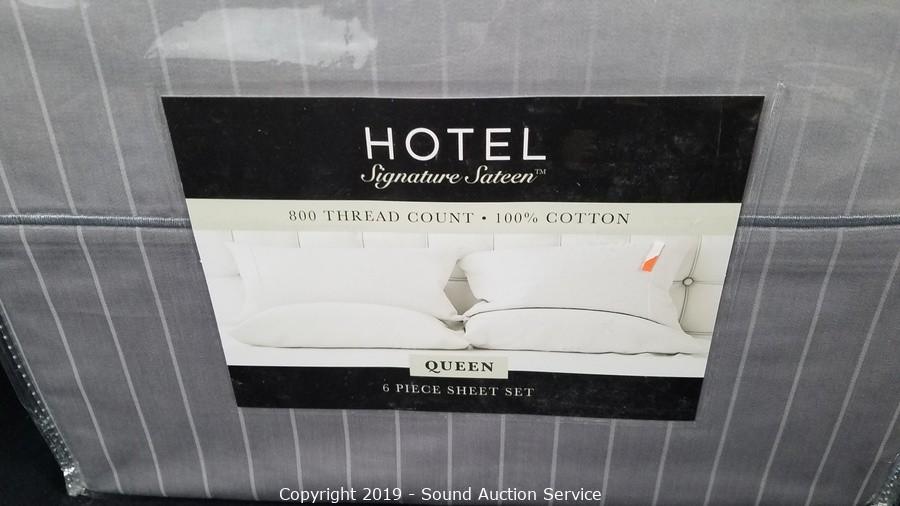 HOTEL
Signature Sateen™
800 THREAD COUNT • 100% COTTON
QUEEN
6 PIECE SHEET SET
Copyright 2019 - Sound Auction Service